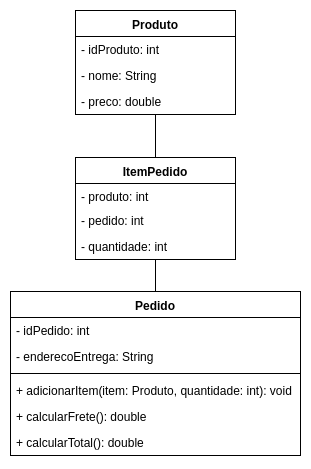 Produto
- idProduto: int
- nome: String
- preco: double
ItemPedido
- produto: int
- pedido: int
- quantidade: int
Pedido
- idPedido: int
- enderecoEntrega: String
+ adicionarItem(item: Produto, quantidade: int): void
+ calcularFrete(): double
+ calcularTotal(): double